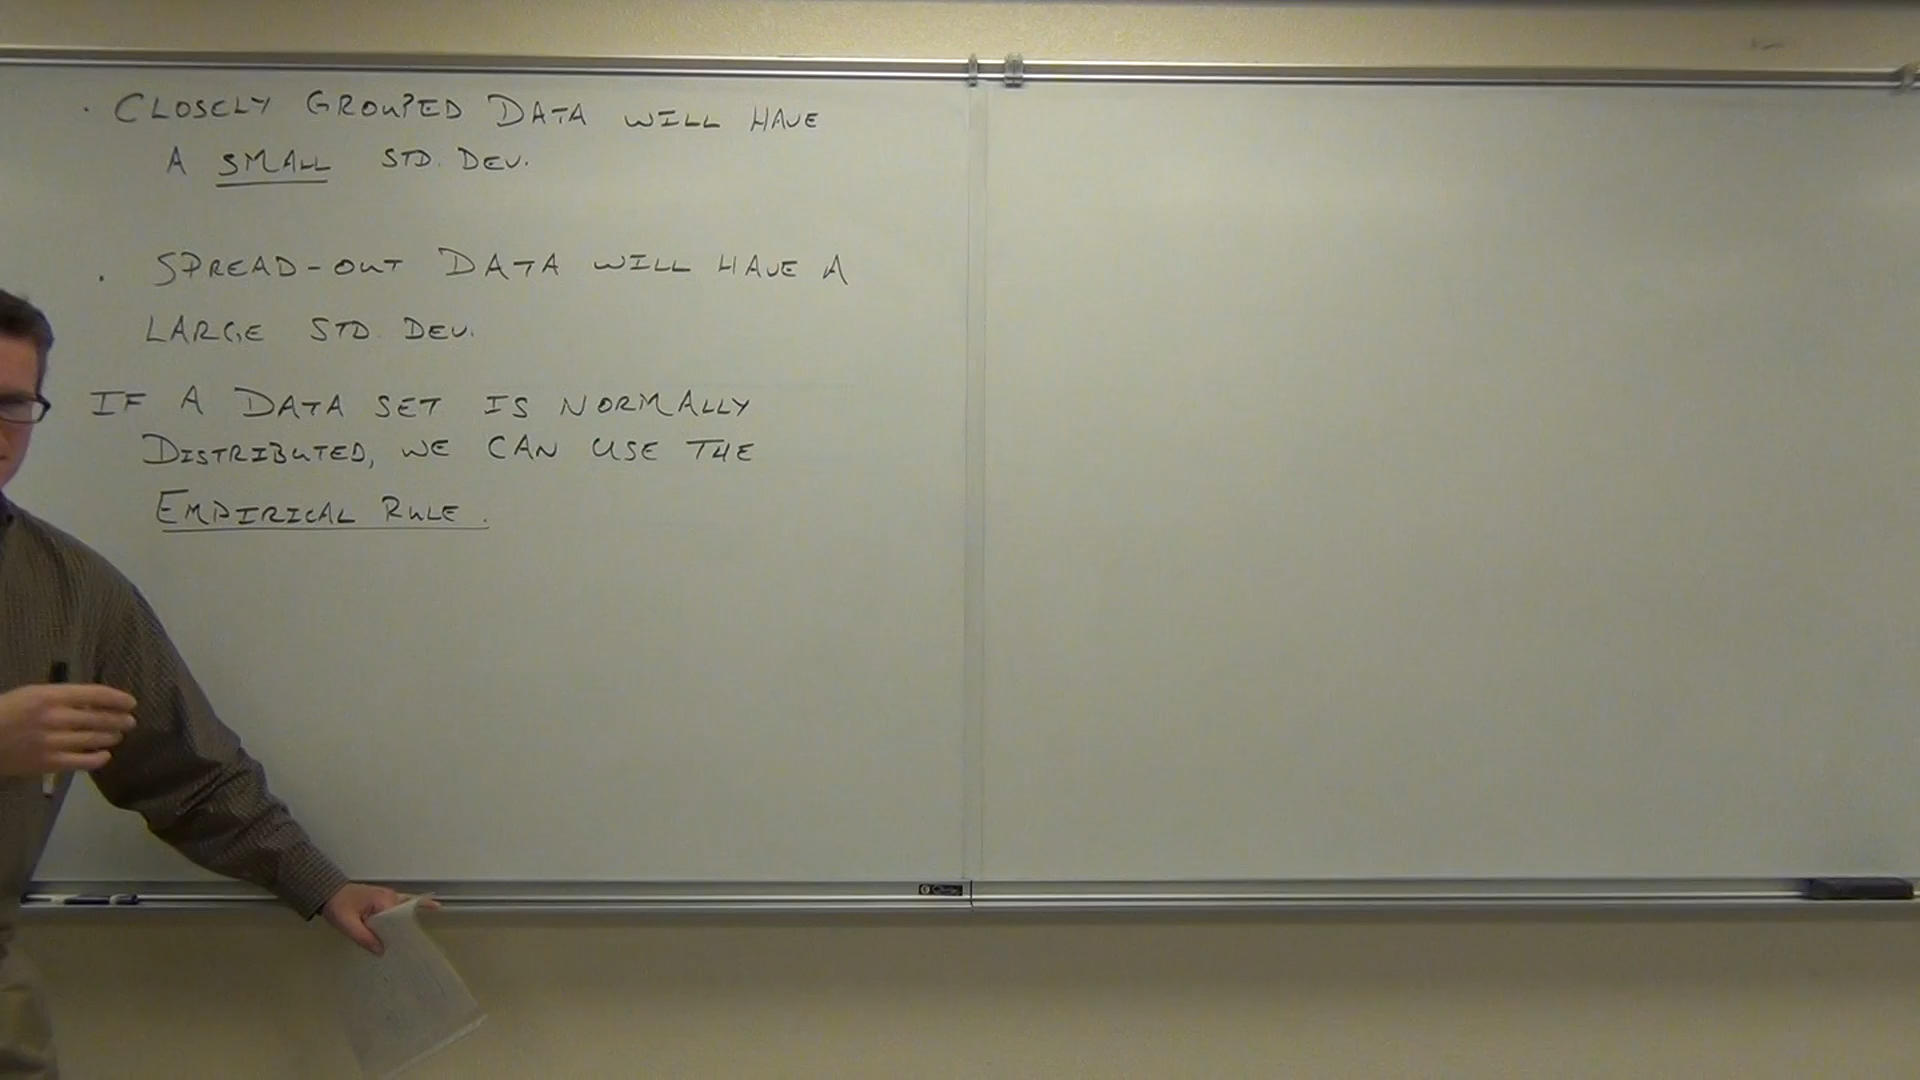 · CLOSELY GROUPED DATA WILL HAVE
A SMALL STD. DEV.
· SPREAD-OUT DATA WILL HAVE A
LARGE STD. DEV.
IF A DATA SET IS NORMALLY
DISTRIBUTED, WE CAN USE THE
EMPIRICAL RULE.